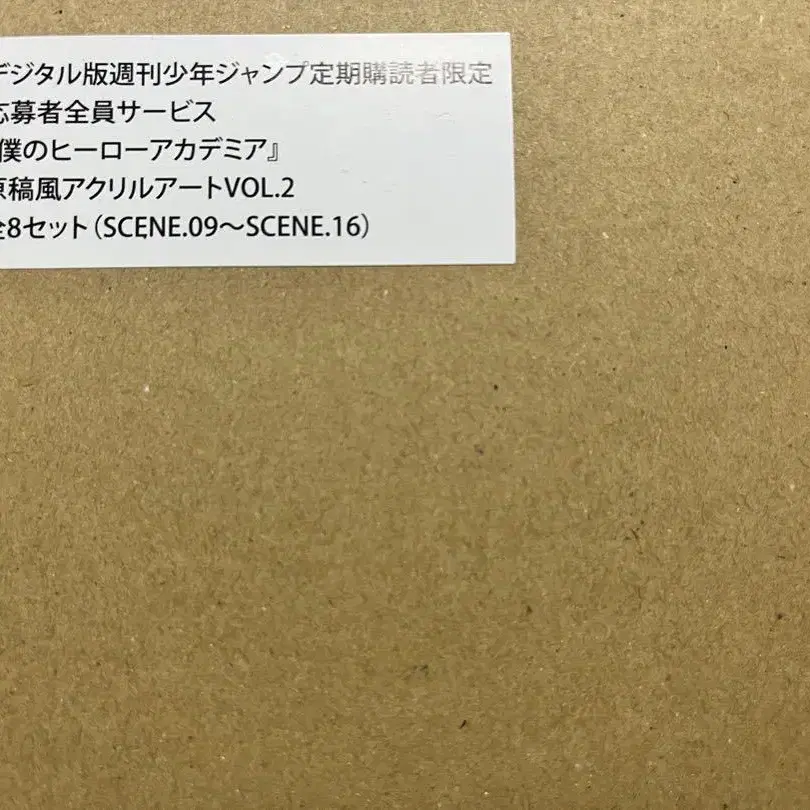 デジタル版週刊少年ジャンプ定期購読者限定
応募者全員サービス
僕のヒーローアカデミア』
原稿風アクリルアートVOL.2
全8セット（SCENE.09～SCENE.16）